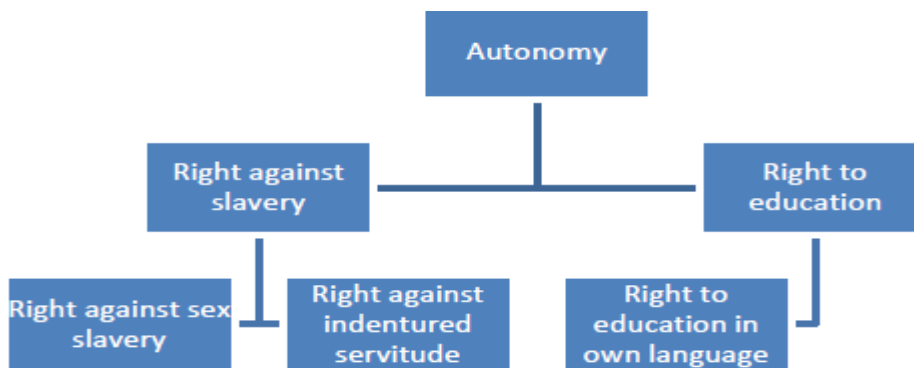 Autonomy
Right against
slavery
Right to
education
Right against sex
slavery
Right against
indentured
servitude
Right to
education in
own language